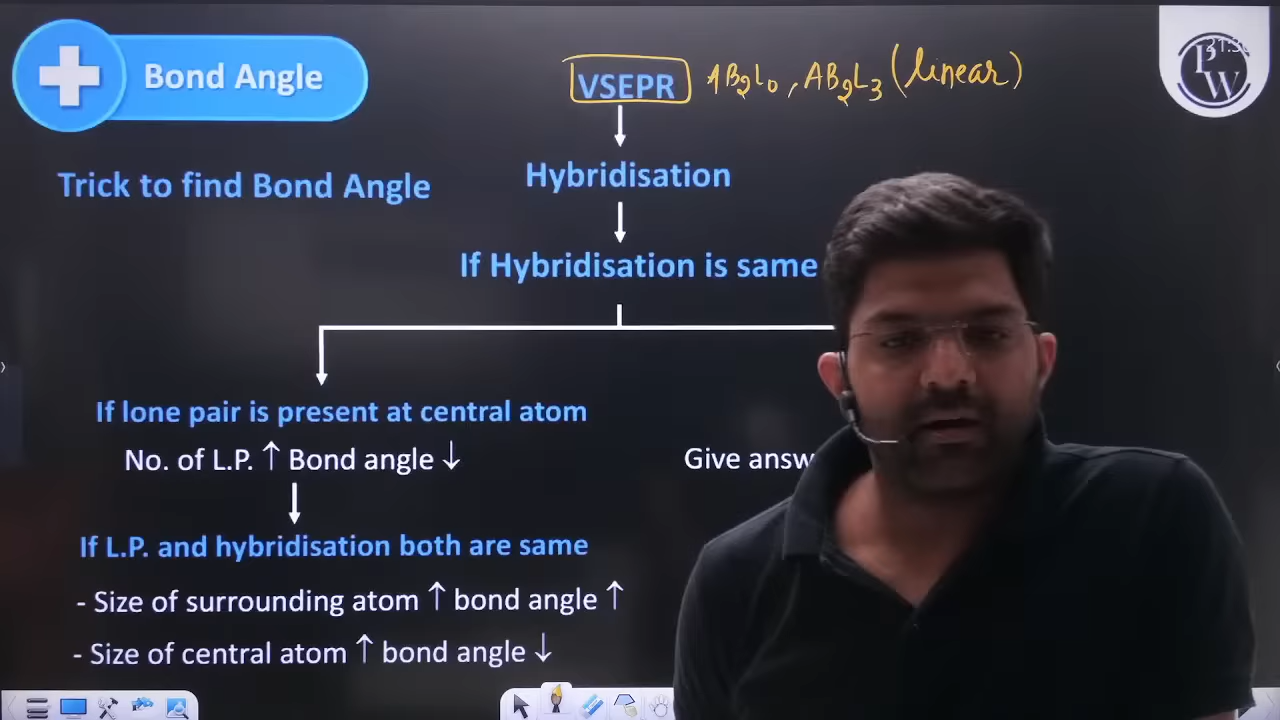 Bond Angle
VSEPR AB2L0, AB2L3 (linear)
Trick to find Bond Angle
Hybridisation
If Hybridisation is same
If lone pair is present at central atom
No. of L.P. ↑ Bond angle ↓
Give answ
If L.P. and hybridisation both are same
- Size of surrounding atom ↑ bond angle ↑
- Size of central atom ↑ bond angle ↓
PW